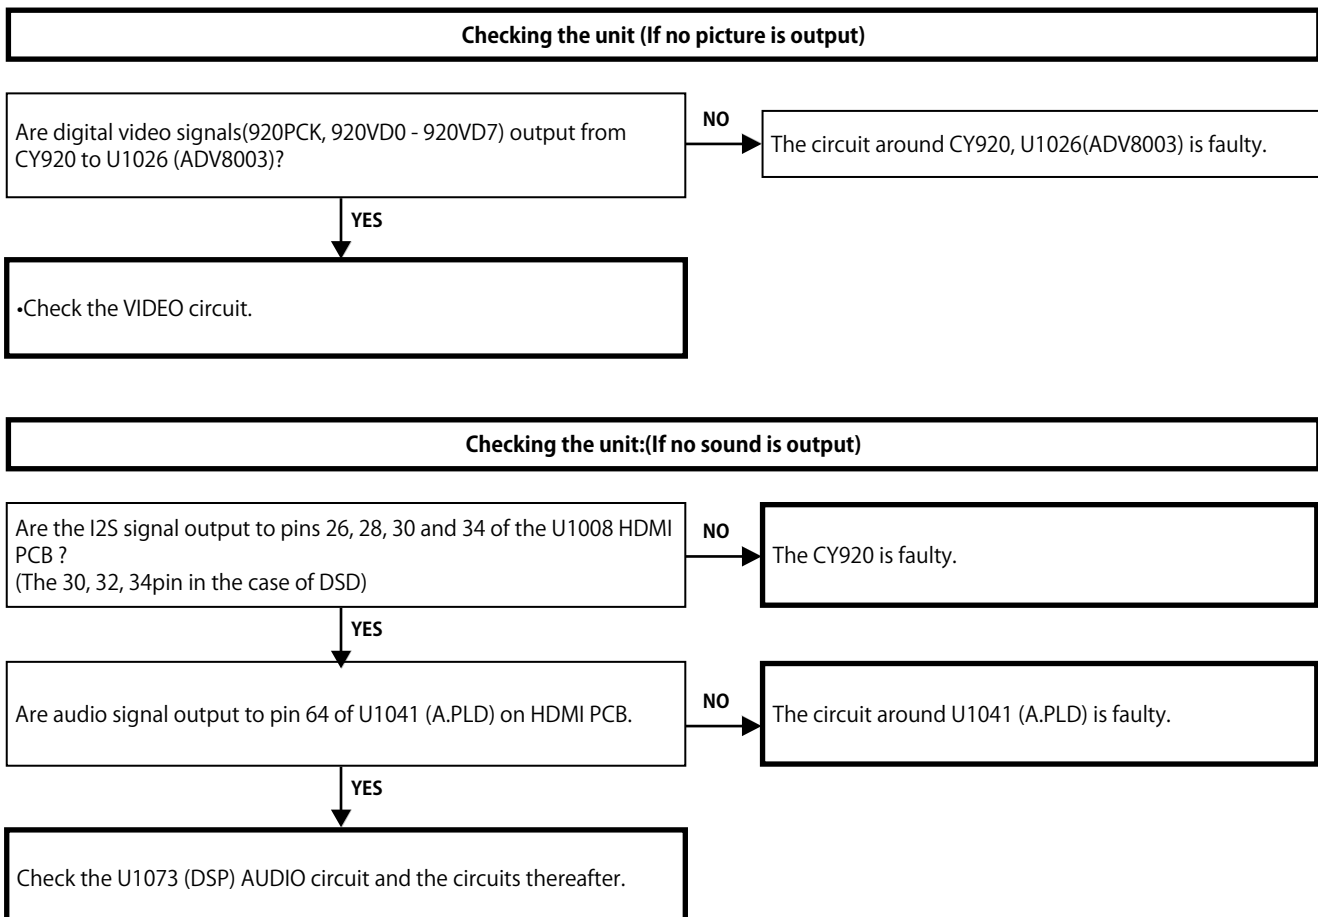 Checking the unit (If no picture is output)
Are digital video signals(920PCK, 920VD0 - 920VD7) output from
CY920 to U1026 (ADV8003)?
NO
The circuit around CY920, U1026(ADV8003) is faulty.
YES
•Check the VIDEO circuit.
Checking the unit:(If no sound is output)
Are the I2S signal output to pins 26, 28, 30 and 34 of the U1008 HDMI
PCB ?
(The 30, 32, 34pin in the case of DSD)
NO
The CY920 is faulty.
YES
Are audio signal output to pin 64 of U1041 (A.PLD) on HDMI PCB.
NO
The circuit around U1041 (A.PLD) is faulty.
YES
Check the U1073 (DSP) AUDIO circuit and the circuits thereafter.